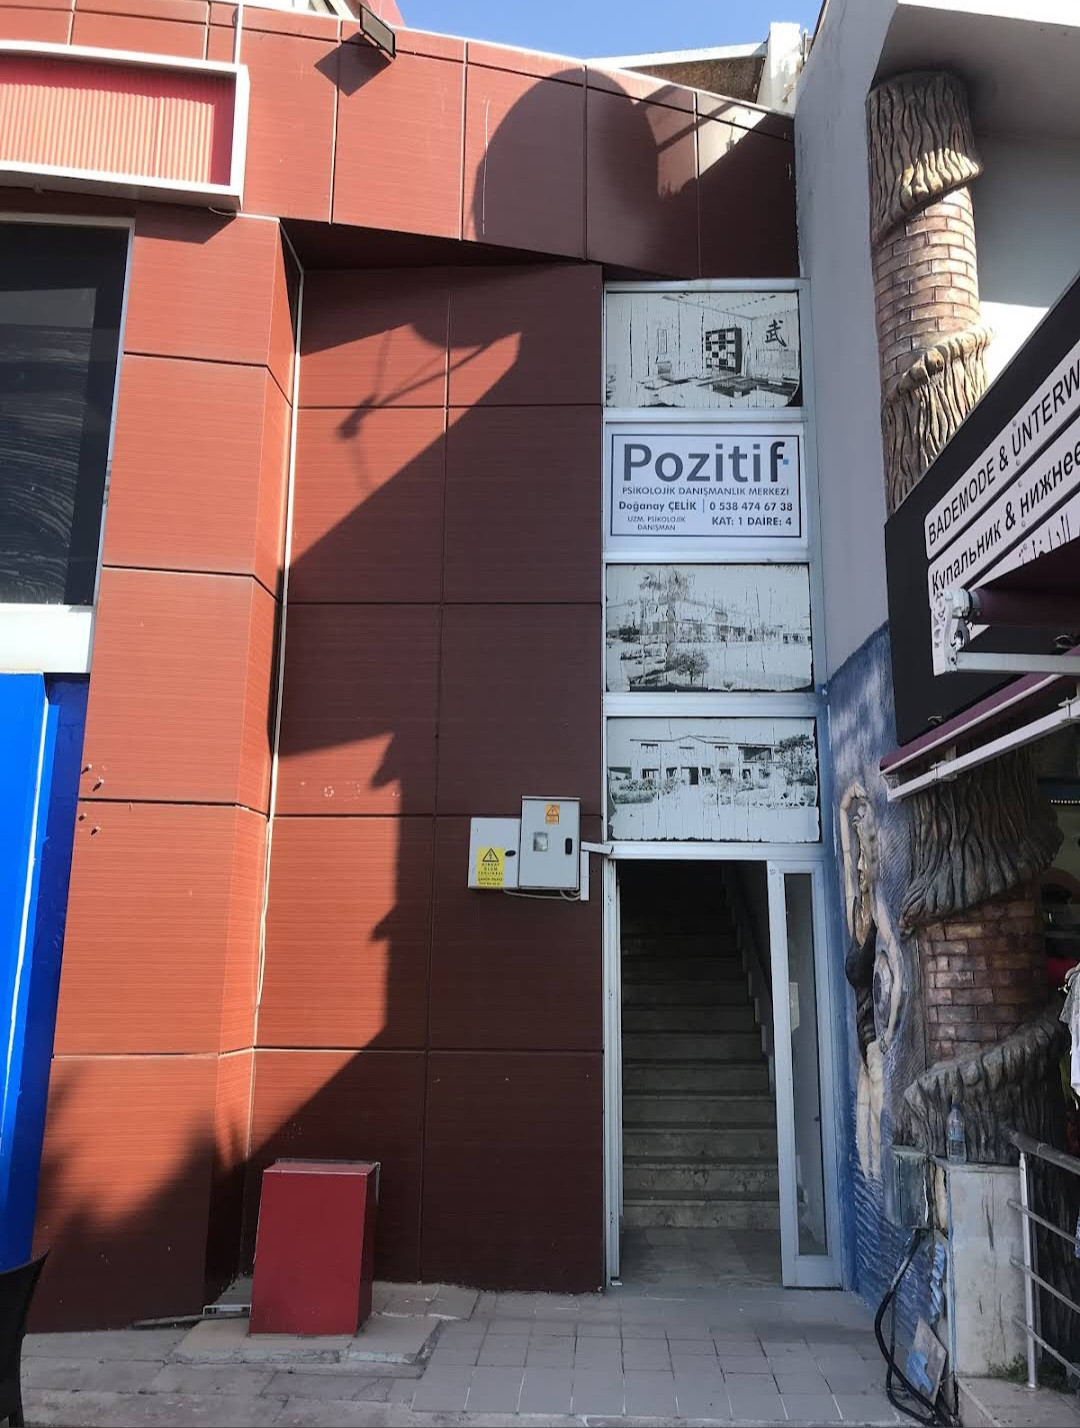 武
Pozitif
PSİKOLOJİK DANIŞMANLIK MERKEZİ
Doğanay ÇELİK
UZM. PSİKOLOJİK
DANIŞMAN
0 538 474 67 38
KAT: 1 DAİRE: 4
BADEMODE & UNTERW
Купальник & нижнее